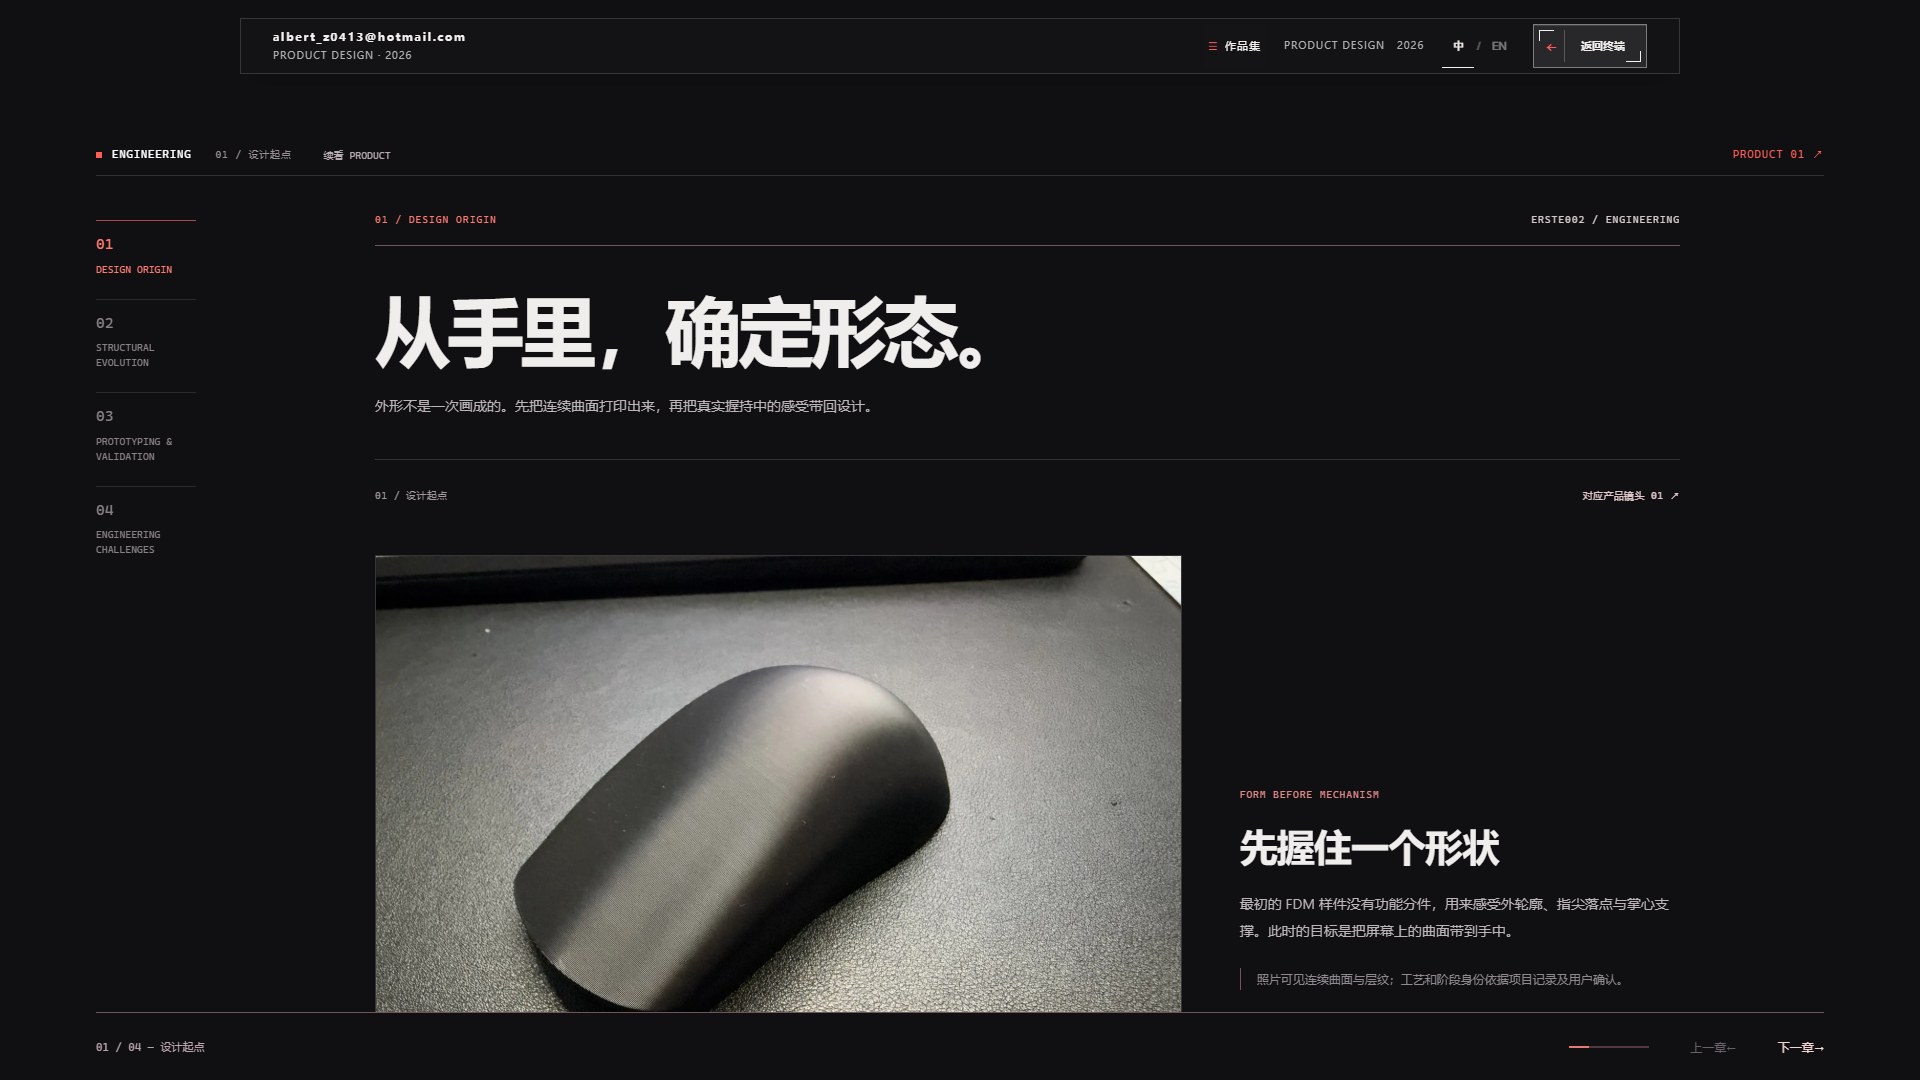 albert_z0413@hotmail.com
PRODUCT DESIGN · 2026
☰ 作品集
PRODUCT DESIGN 2026
中 / EN
← 返回终端
ENGINEERING
01 / 设计起点
续看 PRODUCT
PRODUCT 01 ↗
01
DESIGN ORIGIN
02
STRUCTURAL
EVOLUTION
03
PROTOTYPING &
VALIDATION
04
ENGINEERING
CHALLENGES
01 / DESIGN ORIGIN
ERSTE002 / ENGINEERING
从手里，确定形态。
外形不是一次画成的。先把连续曲面打印出来，再把真实握持中的感受带回设计。
01 / 设计起点
对应产品镜头 01 ↗
FORM BEFORE MECHANISM
先握住一个形状
最初的 FDM 样件没有功能分件，用来感受外轮廓、指尖落点与掌心支
撑。此时的目标是把屏幕上的曲面带到手中。
照片可见连续曲面与层纹；工艺和阶段身份依据项目记录及用户确认。
01 / 04 — 设计起点
上一章←
下一章→